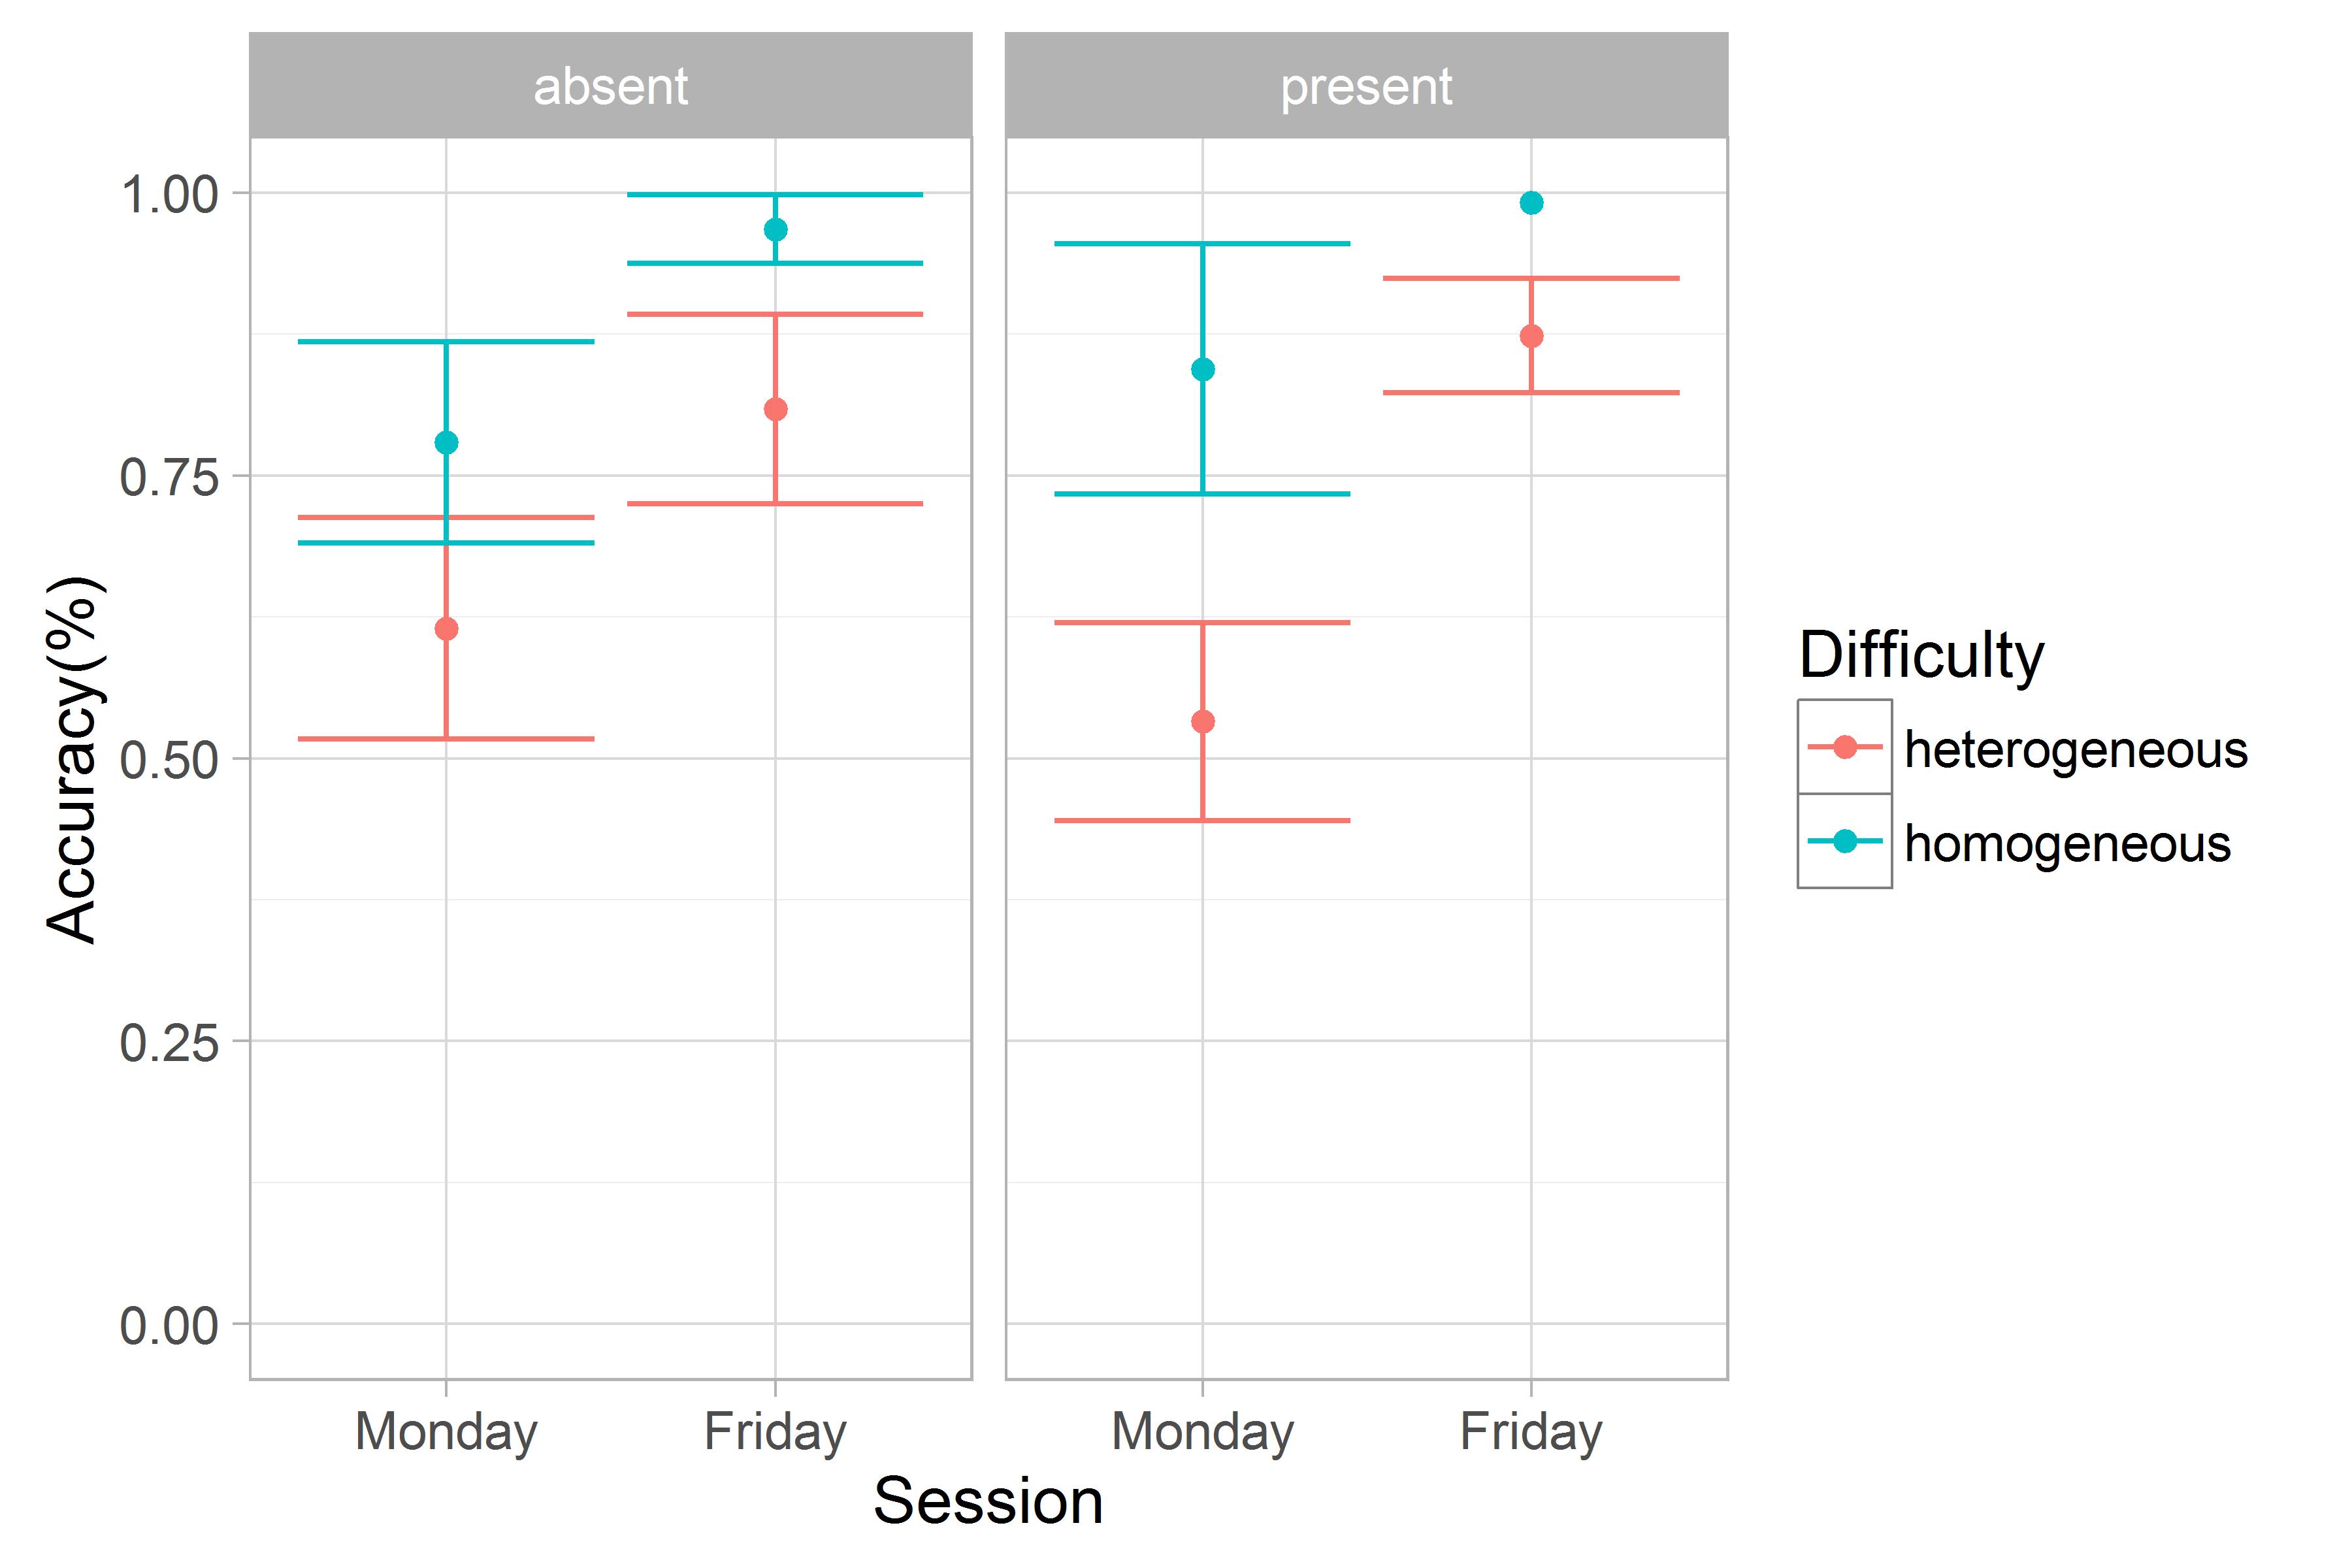 absent
present
1.00
0.75
0.50
0.25
0.00
Accuracy(%)
Monday
Friday
Monday
Friday
Session
Difficulty
heterogeneous
homogeneous